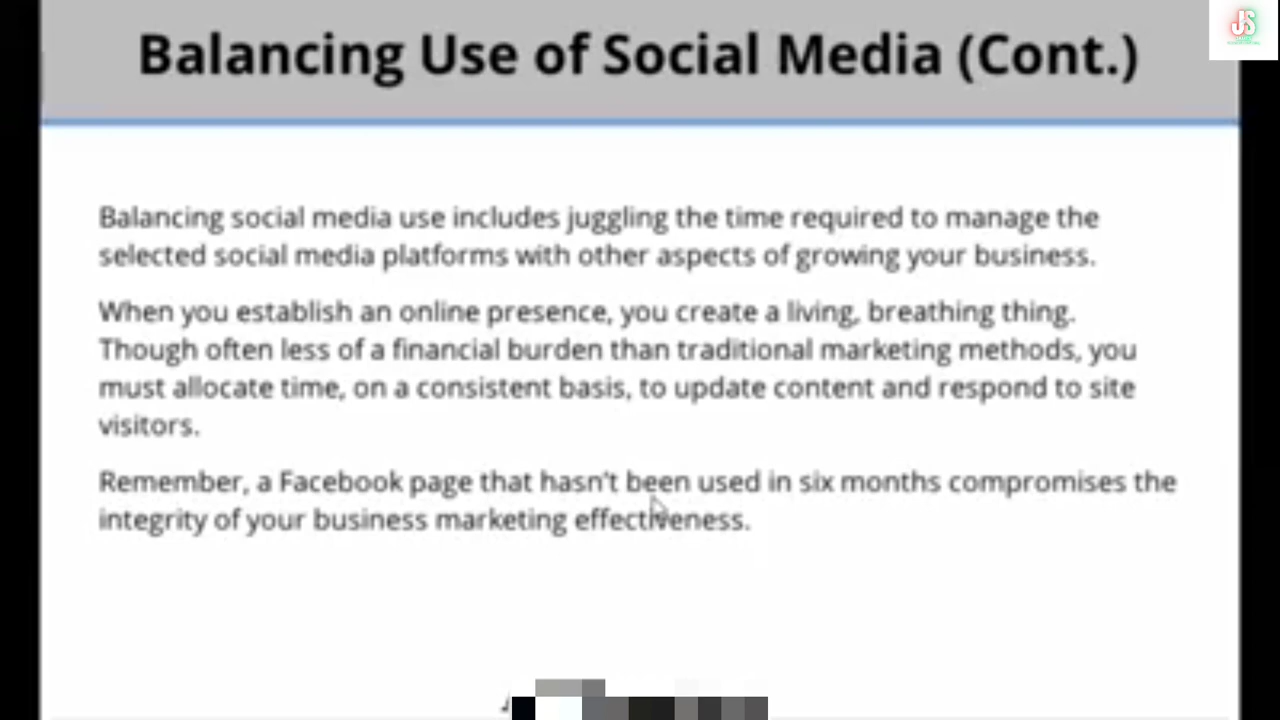 Balancing Use of Social Media (Cont.)
JS
Balancing social media use includes juggling the time required to manage the
selected social media platforms with other aspects of growing your business.
When you establish an online presence, you create a living, breathing thing.
Though often less of a financial burden than traditional marketing methods, you
must allocate time, on a consistent basis, to update content and respond to site
visitors.
Remember, a Facebook page that hasn't been used in six months compromises the
integrity of your business marketing effectiveness.